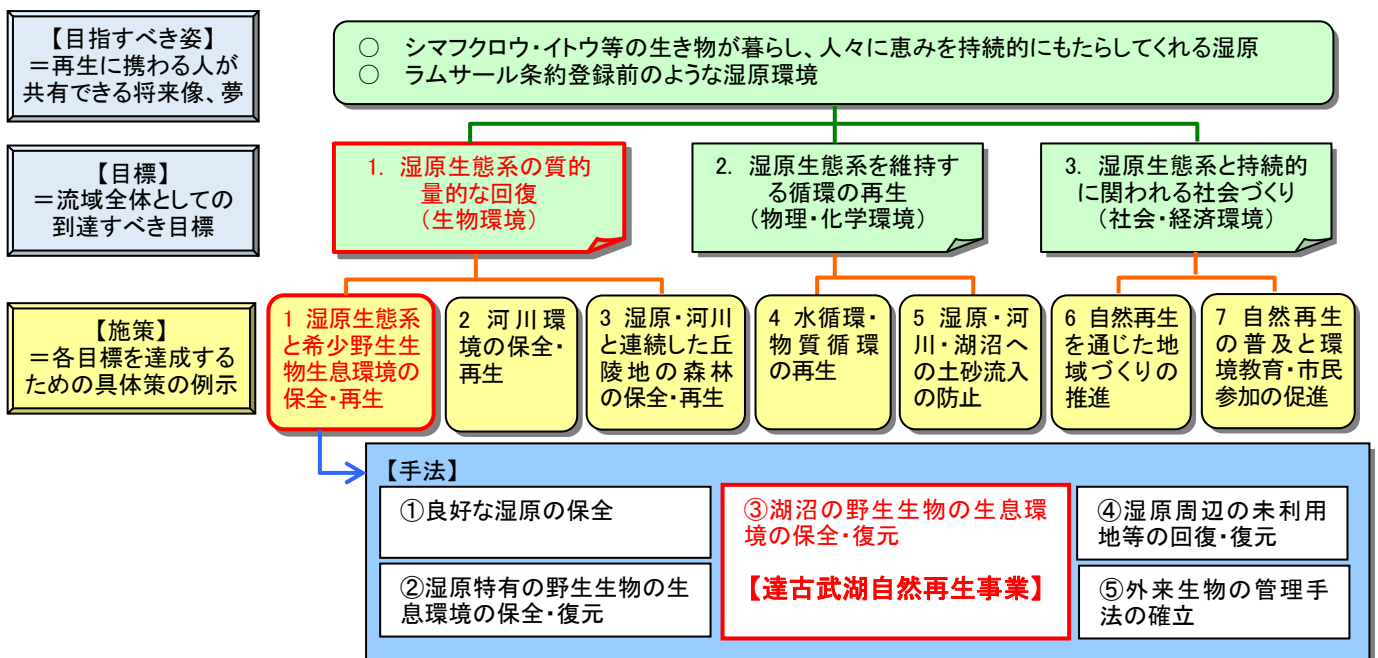 【目指すべき姿】
＝再生に携わる人が
共有できる将来像、夢
○ シマフクロウ・イトウ等の生き物が暮らし、人々に恵みを持続的にもたらしてくれる湿原
○ ラムサール条約登録前のような湿原環境
【目標】
＝流域全体としての
到達すべき目標
1. 湿原生態系の質的
量的な回復
（生物環境）
2. 湿原生態系を維持す
る循環の再生
（物理・化学環境）
3. 湿原生態系と持続的
に関われる社会づくり
（社会・経済環境）
【施策】
＝各目標を達成する
ための具体策の例示
1 湿原生態系
と希少野生生
物生息環境の
保全・再生
2 河川環
境の保全・
再生
3 湿原・河川
と連続した丘
陵地の森林
の保全・再生
4 水循環・
物質循環
の再生
5 湿原・河
川・湖沼へ
の土砂流入
の防止
6 自然再生
を通じた地
域づくりの
推進
7 自然再生
の普及と環
境教育・市民
参加の促進
【手法】
①良好な湿原の保全
②湿原特有の野生生物の生
息環境の保全・復元
③湖沼の野生生物の生息環
境の保全・復元
【達古武湖自然再生事業】
④湿原周辺の未利用
地等の回復・復元
⑤外来生物の管理手
法の確立